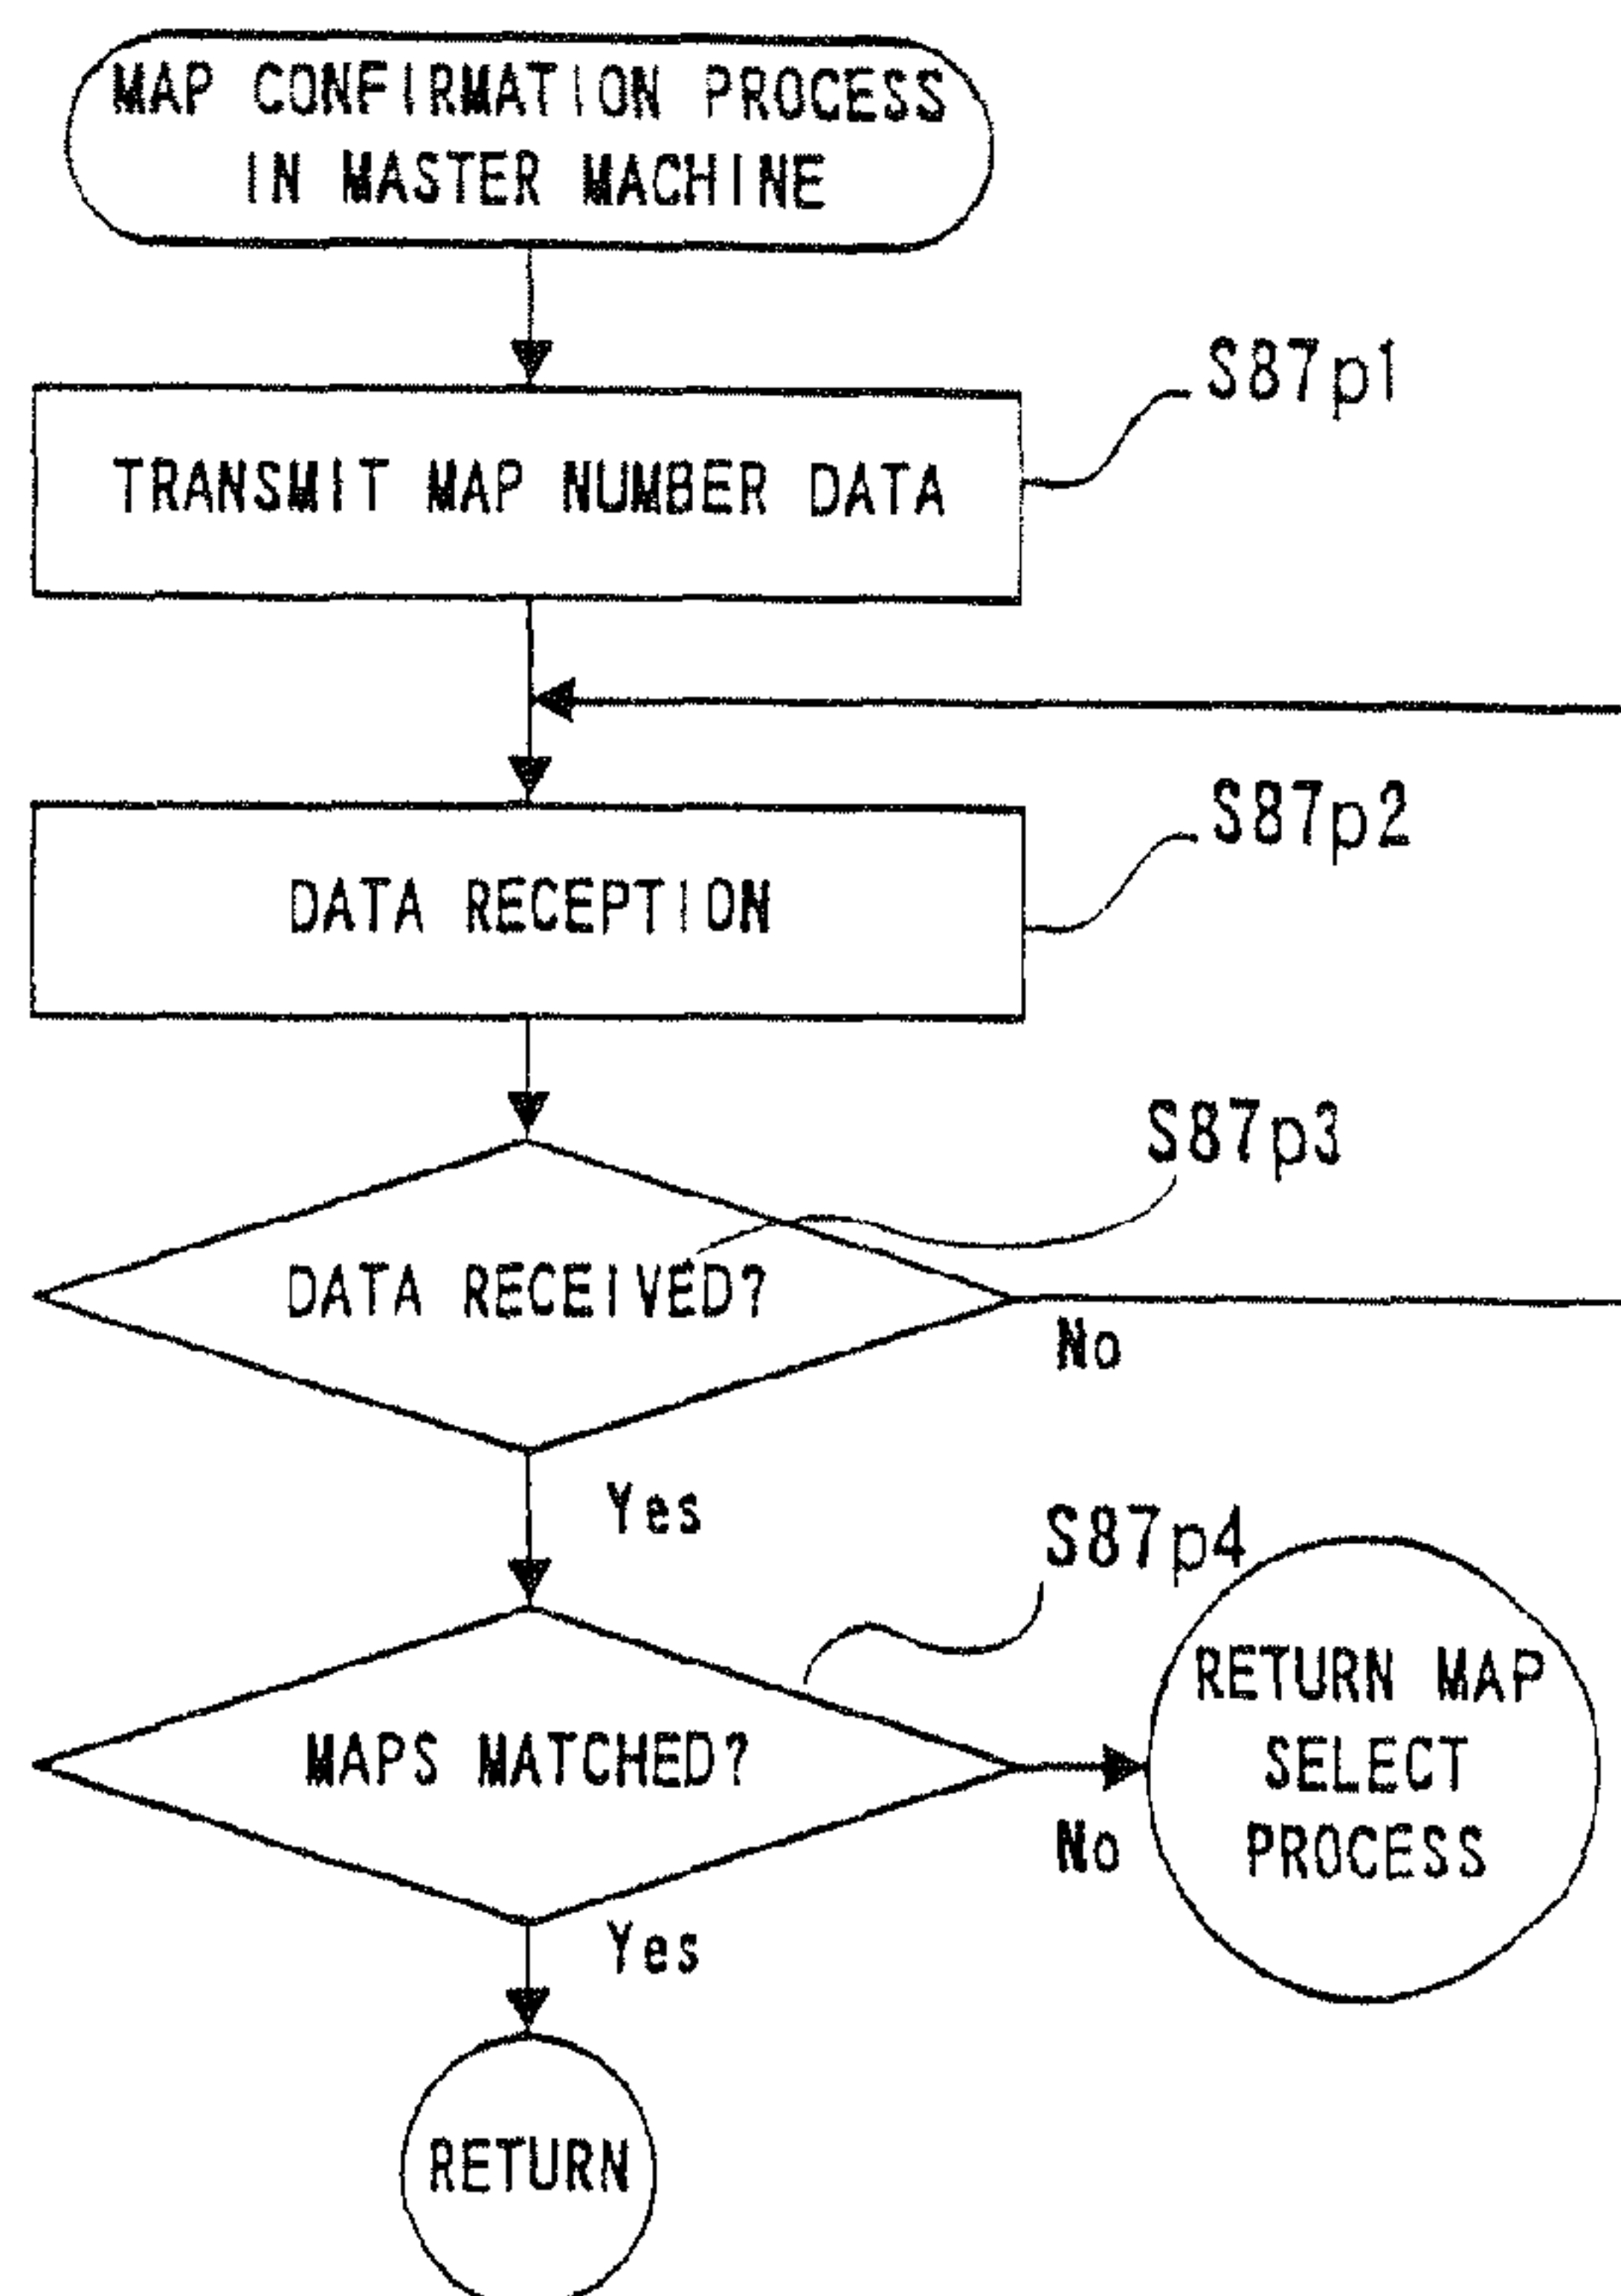 MAP CONFIRMATION PROCESS
IN MASTER MACHINE
S87p1
TRANSMIT MAP NUMBER DATA
S87p2
DATA RECEPTION
S87p3
DATA RECEIVED?
No
Yes
S87p4
RETURN MAP
SELECT
PROCESS
MAPS MATCHED?
No
Yes
RETURN